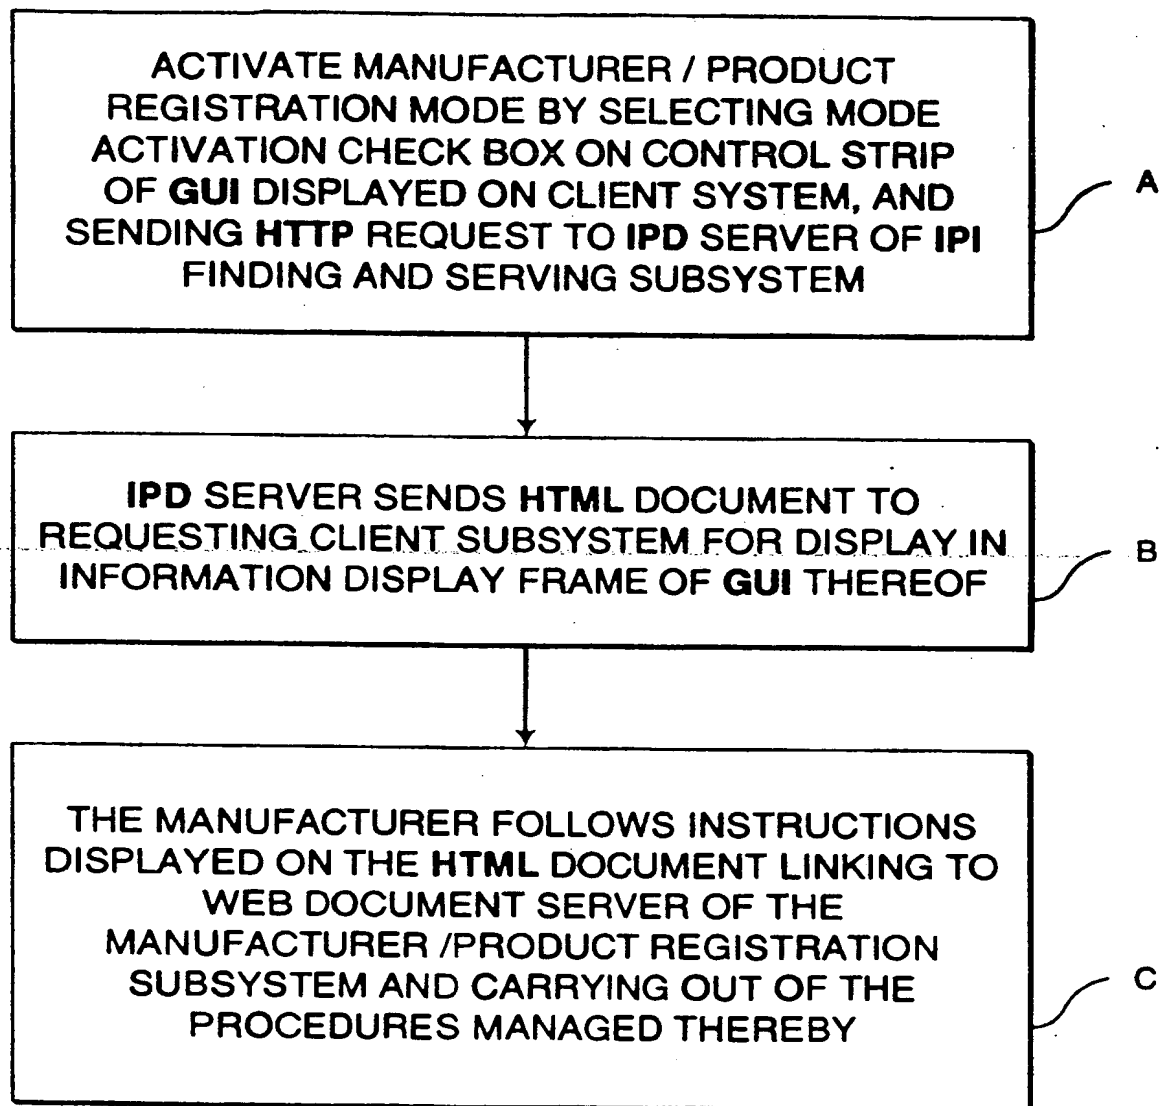 ACTIVATE MANUFACTURER / PRODUCT
REGISTRATION MODE BY SELECTING MODE
ACTIVATION CHECK BOX ON CONTROL STRIP
OF GUI DISPLAYED ON CLIENT SYSTEM, AND
SENDING HTTP REQUEST TO IPD SERVER OF IPI
FINDING AND SERVING SUBSYSTEM
A
IPD SERVER SENDS HTML DOCUMENT TO
REQUESTING CLIENT SUBSYSTEM FOR DISPLAY IN
INFORMATION DISPLAY FRAME OF GUI THEREOF
B
THE MANUFACTURER FOLLOWS INSTRUCTIONS
DISPLAYED ON THE HTML DOCUMENT LINKING TO
WEB DOCUMENT SERVER OF THE
MANUFACTURER /PRODUCT REGISTRATION
SUBSYSTEM AND CARRYING OUT OF THE
PROCEDURES MANAGED THEREBY
C